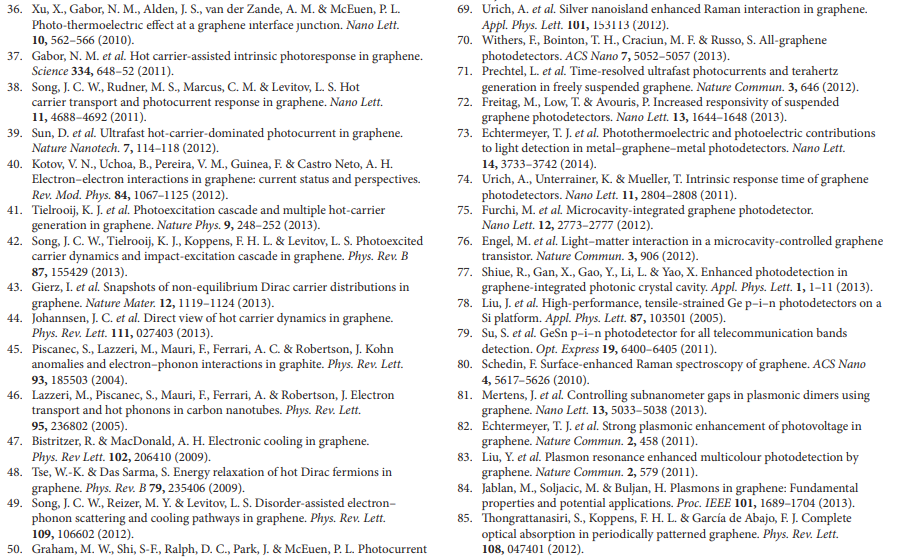 36. Xu, X., Gabor, N. M., Alden, J. S., van der Zande, A. M. & McEuen, P. L.
Photo-thermoelectric effect at a graphene interface junction. Nano Lett.
10, 562–566 (2010).
37. Gabor, N. M. et al. Hot carrier-assisted intrinsic photoresponse in graphene.
Science 334, 648–52 (2011).
38. Song, J. C. W., Rudner, M. S., Marcus, C. M. & Levitov, L. S. Hot
carrier transport and photocurrent response in graphene. Nano Lett.
11, 4688–4692 (2011).
39. Sun, D. et al. Ultrafast hot-carrier-dominated photocurrent in graphene.
Nature Nanotech. 7, 114–118 (2012).
40. Kotov, V. N., Uchoa, B., Pereira, V. M., Guinea, F. & Castro Neto, A. H.
Electron–electron interactions in graphene: current status and perspectives.
Rev. Mod. Phys. 84, 1067–1125 (2012).
41. Tielrooij, K. J. et al. Photoexcitation cascade and multiple hot-carrier
generation in graphene. Nature Phys. 9, 248–252 (2013).
42. Song, J. C. W., Tielrooij, K. J., Koppens, F. H. L. & Levitov, L. S. Photoexcited
carrier dynamics and impact-excitation cascade in graphene. Phys. Rev. B
87, 155429 (2013).
43. Gierz, I. et al. Snapshots of non-equilibrium Dirac carrier distributions in
graphene. Nature Mater. 12, 1119–1124 (2013).
44. Johannsen, J. C. et al. Direct view of hot carrier dynamics in graphene.
Phys. Rev. Lett. 111, 027403 (2013).
45. Piscanec, S., Lazzeri, M., Mauri, F., Ferrari, A. C. & Robertson, J. Kohn
anomalies and electron–phonon interactions in graphite. Phys. Rev. Lett.
93, 185503 (2004).
46. Lazzeri, M., Piscanec, S., Mauri, F., Ferrari, A. & Robertson, J. Electron
transport and hot phonons in carbon nanotubes. Phys. Rev. Lett.
95, 236802 (2005).
47. Bistritzer, R. & MacDonald, A. H. Electronic cooling in graphene.
Phys. Rev Lett. 102, 206410 (2009).
48. Tse, W.-K. & Das Sarma, S. Energy relaxation of hot Dirac fermions in
graphene. Phys. Rev. B 79, 235406 (2009).
49. Song, J. C. W., Reizer, M. Y. & Levitov, L. S. Disorder-assisted electron–
phonon scattering and cooling pathways in graphene. Phys. Rev. Lett.
109, 106602 (2012).
50. Graham, M. W., Shi, S-F., Ralph, D. C., Park, J. & McEuen, P. L. Photocurrent
69. Urich, A. et al. Silver nanoisland enhanced Raman interaction in graphene.
Appl. Phys. Lett. 101, 153113 (2012).
70. Withers, F., Bointon, T. H., Craciun, M. F. & Russo, S. All-graphene
photodetectors. ACS Nano 7, 5052–5057 (2013).
71. Prechtel, L. et al. Time-resolved ultrafast photocurrents and terahertz
generation in freely suspended graphene. Nature Commun. 3, 646 (2012).
72. Freitag, M., Low, T. & Avouris, P. Increased responsivity of suspended
graphene photodetectors. Nano Lett. 13, 1644–1648 (2013).
73. Echtermeyer, T. J. et al. Photothermoelectric and photoelectric contributions
to light detection in metal–graphene–metal photodetectors. Nano Lett.
14, 3733–3742 (2014).
74. Urich, A., Unterrainer, K. & Mueller, T. Intrinsic response time of graphene
photodetectors. Nano Lett. 11, 2804–2808 (2011).
75. Furchi, M. et al. Microcavity-integrated graphene photodetector.
Nano Lett. 12, 2773–2777 (2012).
76. Engel, M. et al. Light–matter interaction in a microcavity-controlled graphene
transistor. Nature Commun. 3, 906 (2012).
77. Shiue, R., Gan, X., Gao, Y., Li, L. & Yao, X. Enhanced photodetection in
graphene-integrated photonic crystal cavity. Appl. Phys. Lett. 1, 1–11 (2013).
78. Liu, J. et al. High-performance, tensile-strained Ge p–i–n photodetectors on a
Si platform. Appl. Phys. Lett. 87, 103501 (2005).
79. Su, S. et al. GeSn p–i–n photodetector for all telecommunication bands
detection. Opt. Express 19, 6400–6405 (2011).
80. Schedin, F. Surface-enhanced Raman spectroscopy of graphene. ACS Nano
4, 5617–5626 (2010).
81. Mertens, J. et al. Controlling subnanometer gaps in plasmonic dimers using
graphene. Nano Lett. 13, 5033–5038 (2013).
82. Echtermeyer, T. J. et al. Strong plasmonic enhancement of photovoltage in
graphene. Nature Commun. 2, 458 (2011).
83. Liu, Y. et al. Plasmon resonance enhanced multicolour photodetection by
graphene. Nature Commun. 2, 579 (2011).
84. Jablan, M., Soljacic, M. & Buljan, H. Plasmons in graphene: Fundamental
properties and potential applications. Proc. IEEE 101, 1689–1704 (2013).
85. Thongrattanasiri, S., Koppens, F. H. L. & García de Abajo, F. J. Complete
optical absorption in periodically patterned graphene. Phys. Rev. Lett.
108, 047401 (2012).